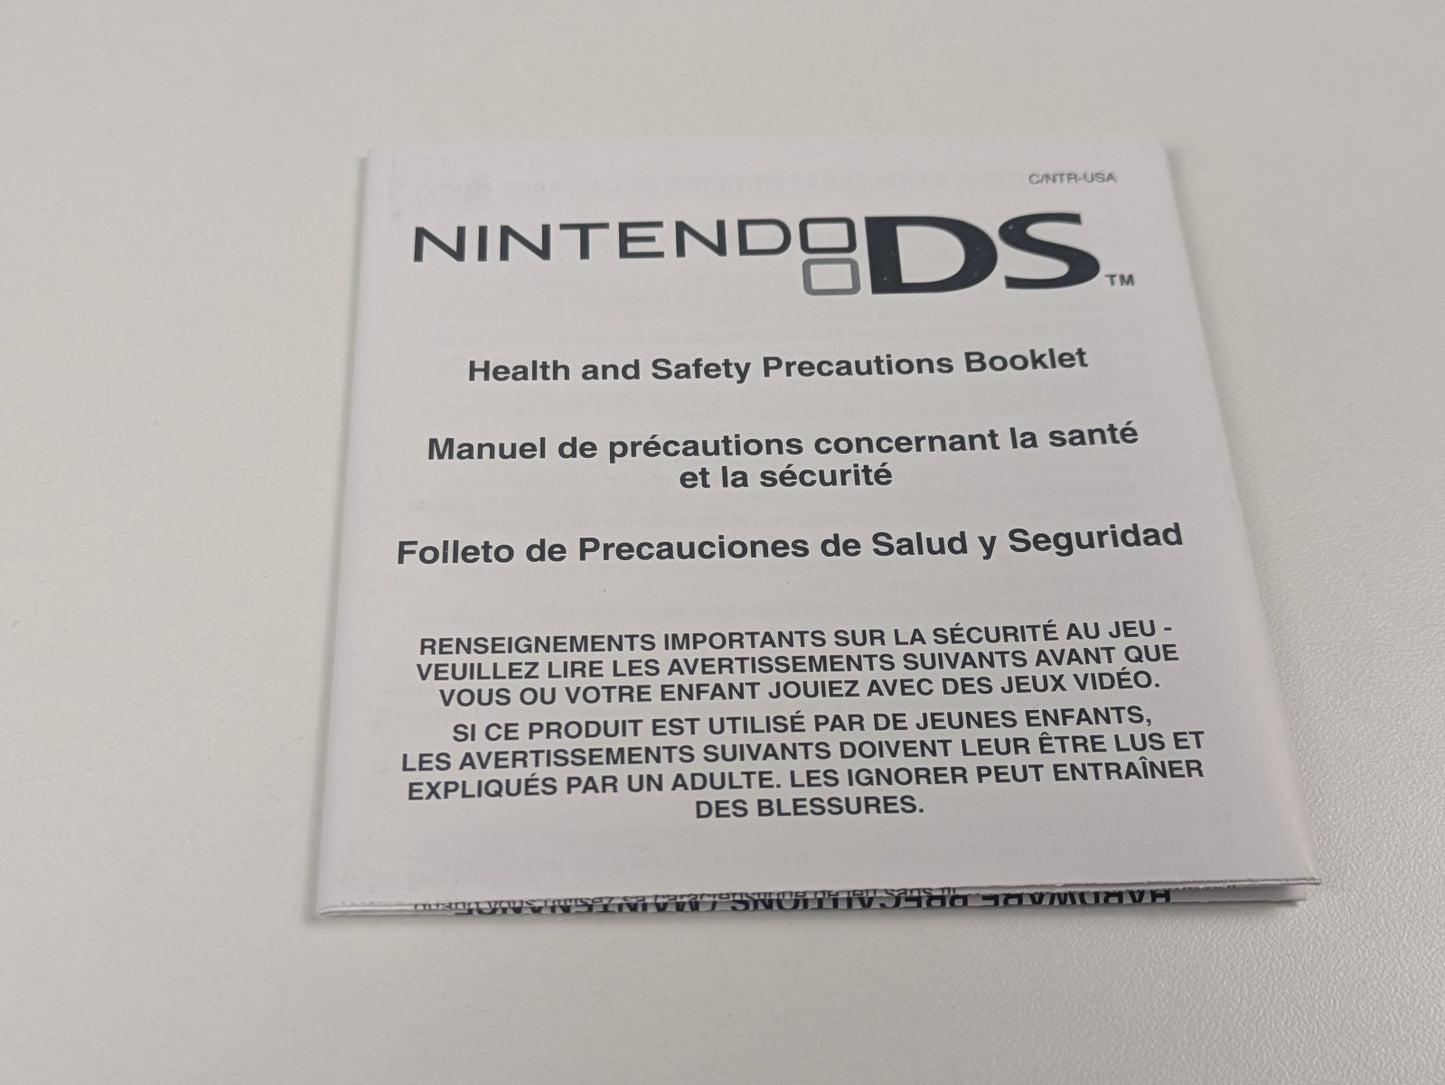 C/NTR-USA
NINTENDO DS™
Health and Safety Precautions Booklet
Manuel de précautions concernant la santé
et la sécurité
Folleto de Precauciones de Salud y Seguridad
RENSEIGNEMENTS IMPORTANTS SUR LA SÉCURITÉ AU JEU -
VEUILLEZ LIRE LES AVERTISSEMENTS SUIVANTS AVANT QUE
VOUS OU VOTRE ENFANT JOUIEZ AVEC DES JEUX VIDÉO.
SI CE PRODUIT EST UTILISÉ PAR DE JEUNES ENFANTS,
LES AVERTISSEMENTS SUIVANTS DOIVENT LEUR ÊTRE LUS ET
EXPLIQUÉS PAR UN ADULTE. LES IGNORER PEUT ENTRAÎNER
DES BLESSURES.